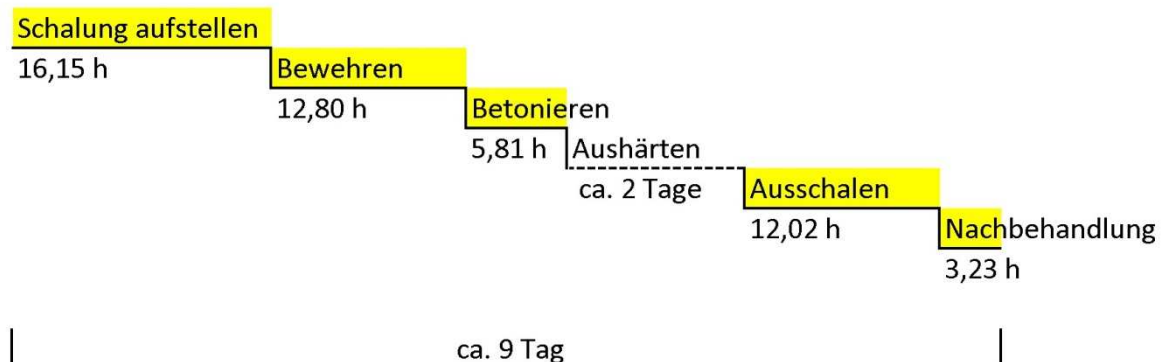 Schalung aufstellen
16,15 h
Bewehren
12,80 h
Betonieren
5,81 h
Aushärten
ca. 2 Tage
Ausschalen
12,02 h
Nachbehandlung
3,23 h
ca. 9 Tag